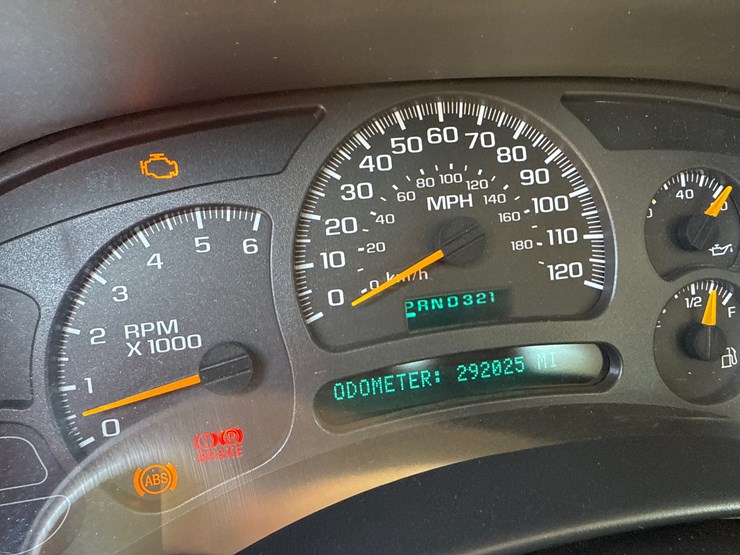 10 20 30 40 50 60 70 80 90 100 110 120
0
20 40 60 80 100 120 140 160 180
0 km/h
MPH
PRND321
ODOMETER: 292025 MI
0 1 2 3 4 5 6
RPM
X 1000
BRAKE
ABS
40
1/2 F